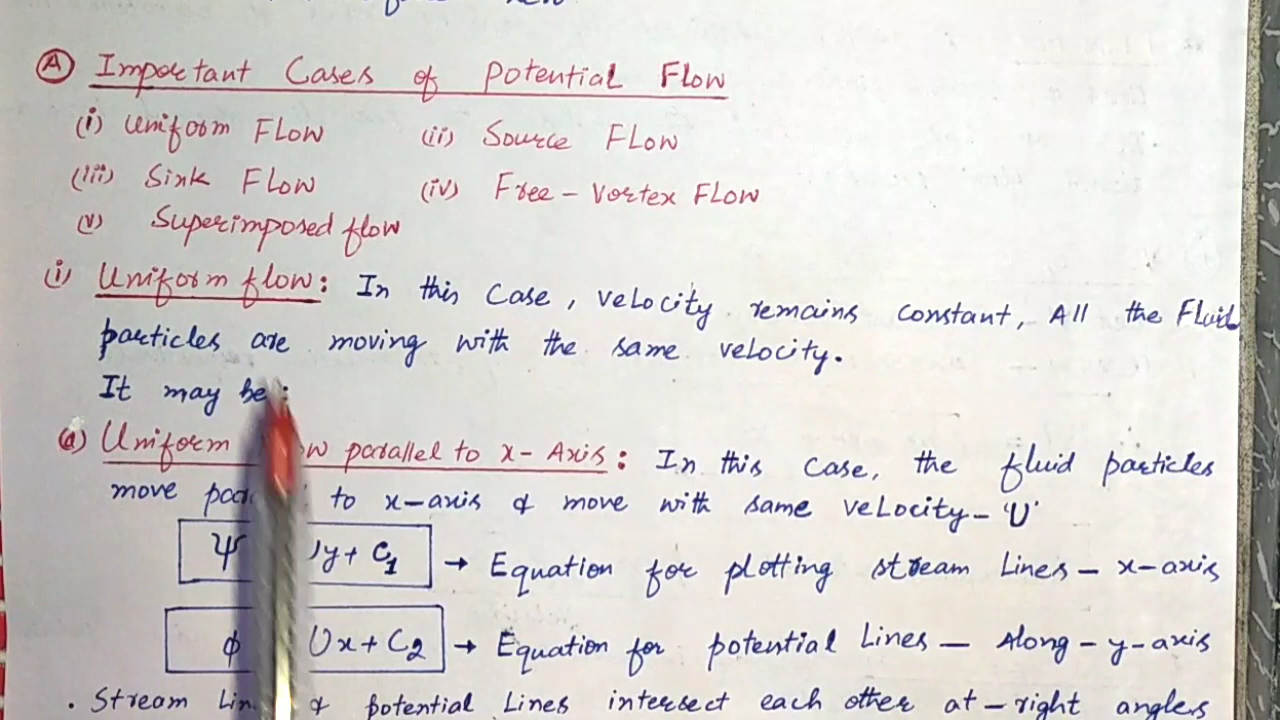 Ⓐ Important Cases of Potential Flow
(i) Uniform Flow (ii) Source Flow
(iii) Sink Flow (iv) Free - Vortex Flow
(v) Superimposed flow
(i) Uniform flow: In this case, velocity remains constant, All the Fluid
particles are moving with the same velocity.
It may be:
(a) Uniform parallel to x-Axis: In this case, the fluid particles
move to x-axis & move with same velocity - 'U'
ψ y + C₁ → Equation for plotting stream Lines - x-axis
ϕ Ux + C₂ → Equation for potential Lines - Along - y-axis
. Stream & potential Lines intersect each other at - right angles